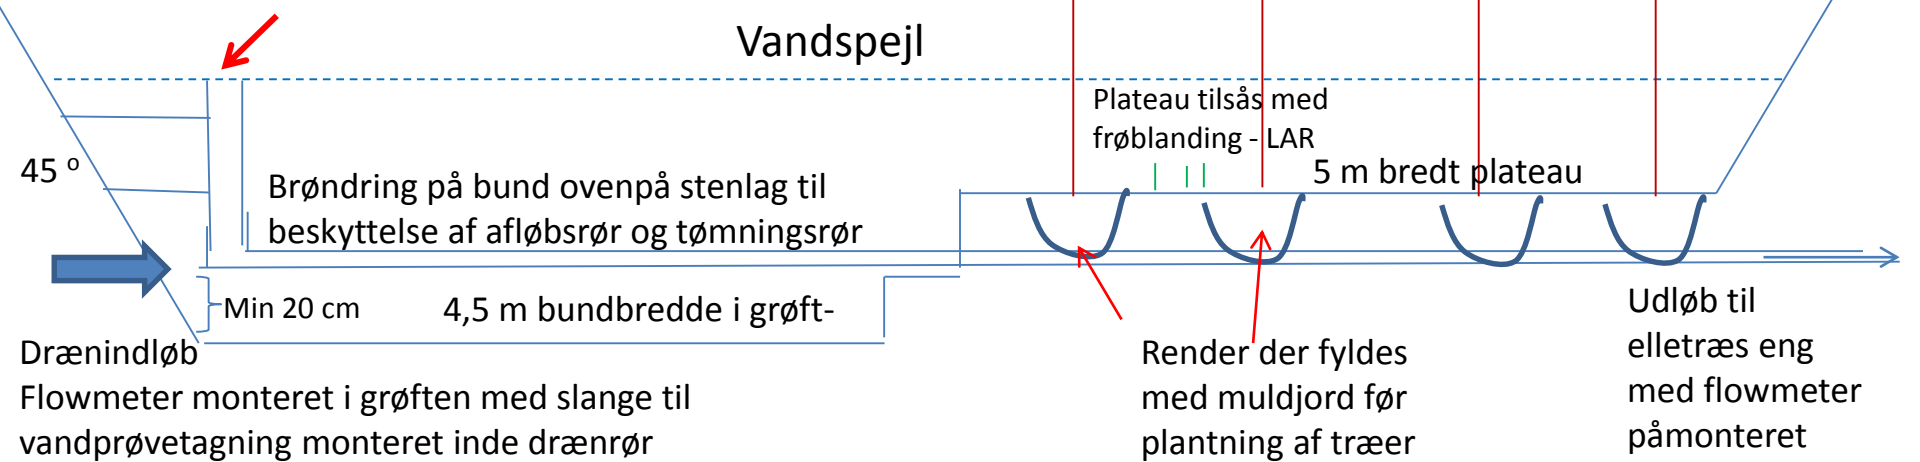 Vandspejl
Plateau tilsås med
frøblanding - LAR
45 º
5 m bredt plateau
Brøndring på bund ovenpå stenlag til
beskyttelse af afløbsrør og tømningsrør
Min 20 cm
4,5 m bundbredde i grøft-
Drænindløb
Flowmeter monteret i grøften med slange til
vandprøvetagning monteret inde drænrør
Render der fyldes
med muldjord før
plantning af træer
Udløb til
elletræs eng
med flowmeter
påmonteret